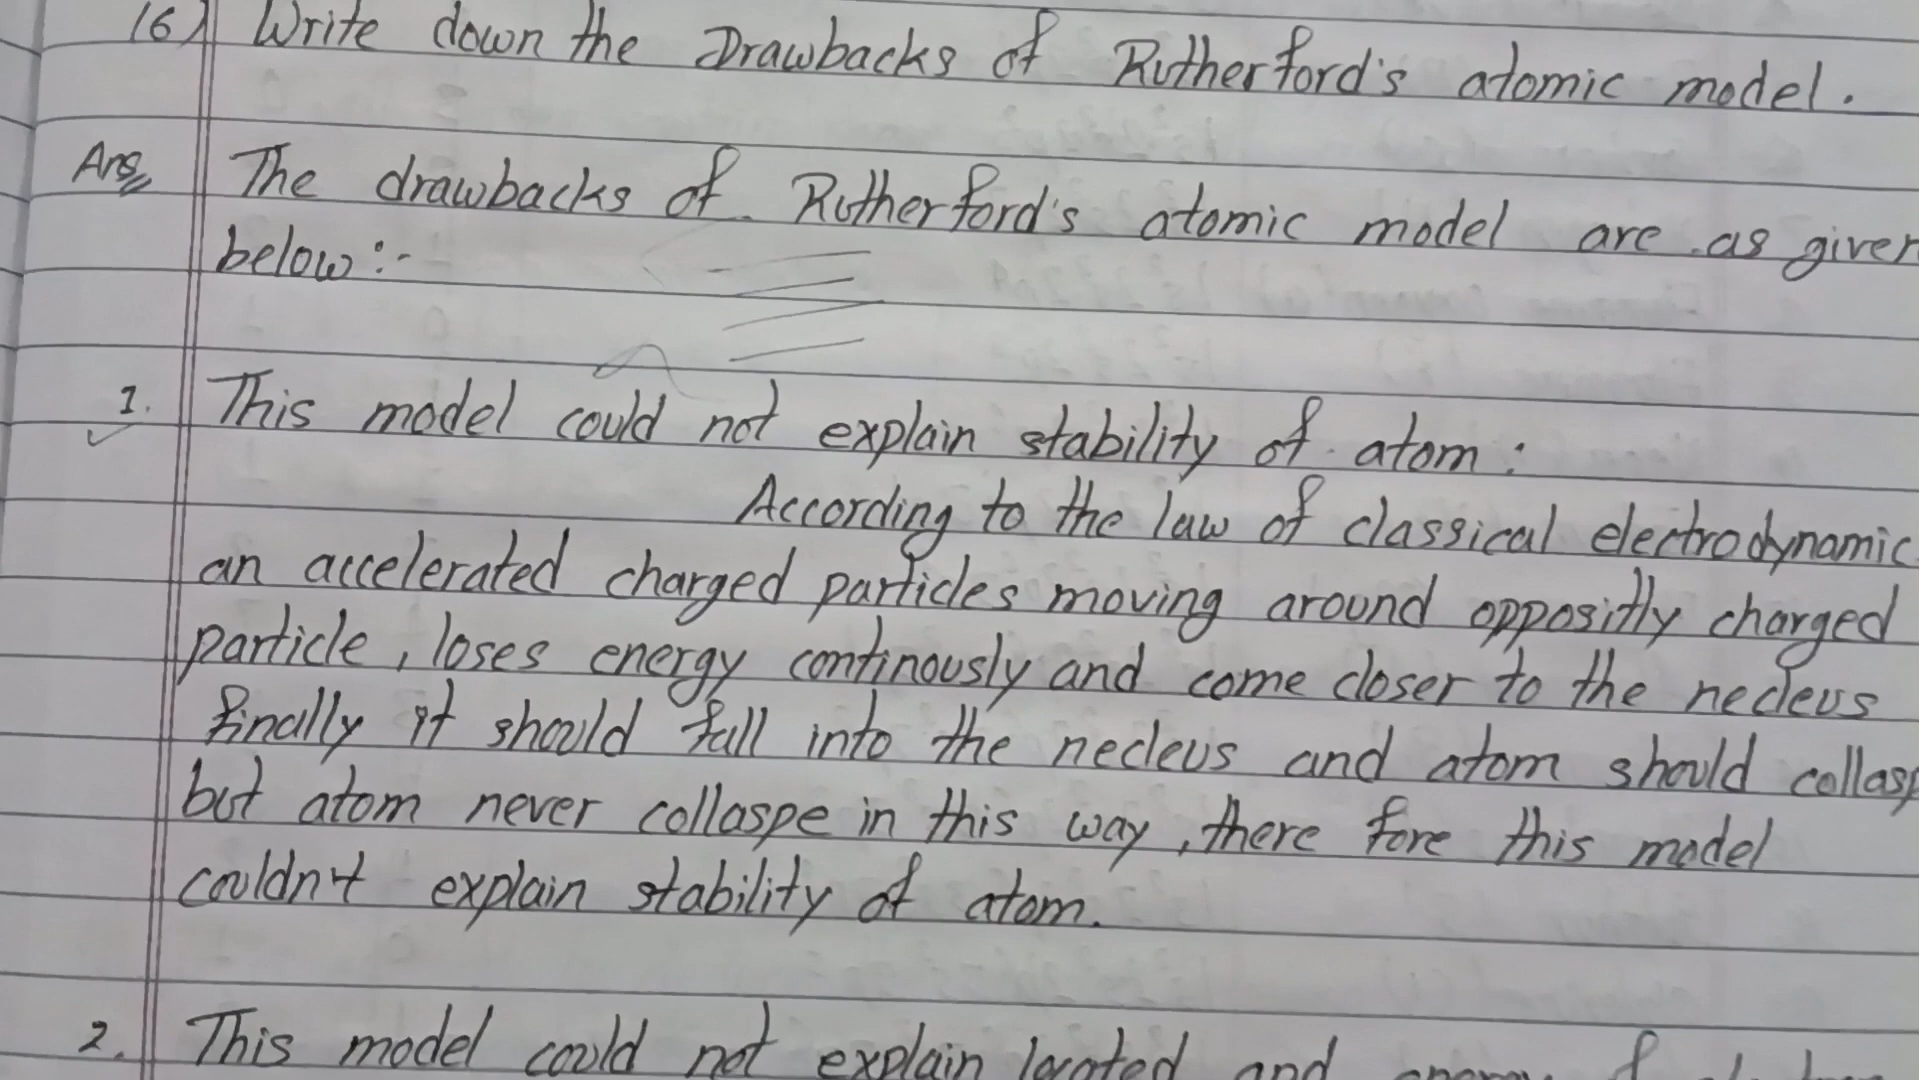 16) Write down the Drawbacks of Rutherford's atomic model.
Ans The drawbacks of Rutherford's atomic model are as given
below :-
1. This model could not explain stability of atom :
According to the law of classical electrodynamic
an accelerated charged particles moving around oppositly charged
particle, loses energy continously and come closer to the necleus
finally it should fall into the necleus and atom should collasp
but atom never collaspe in this way, there fore this model
couldn't explain stability of atom.
2. This model could not explain located and energy of